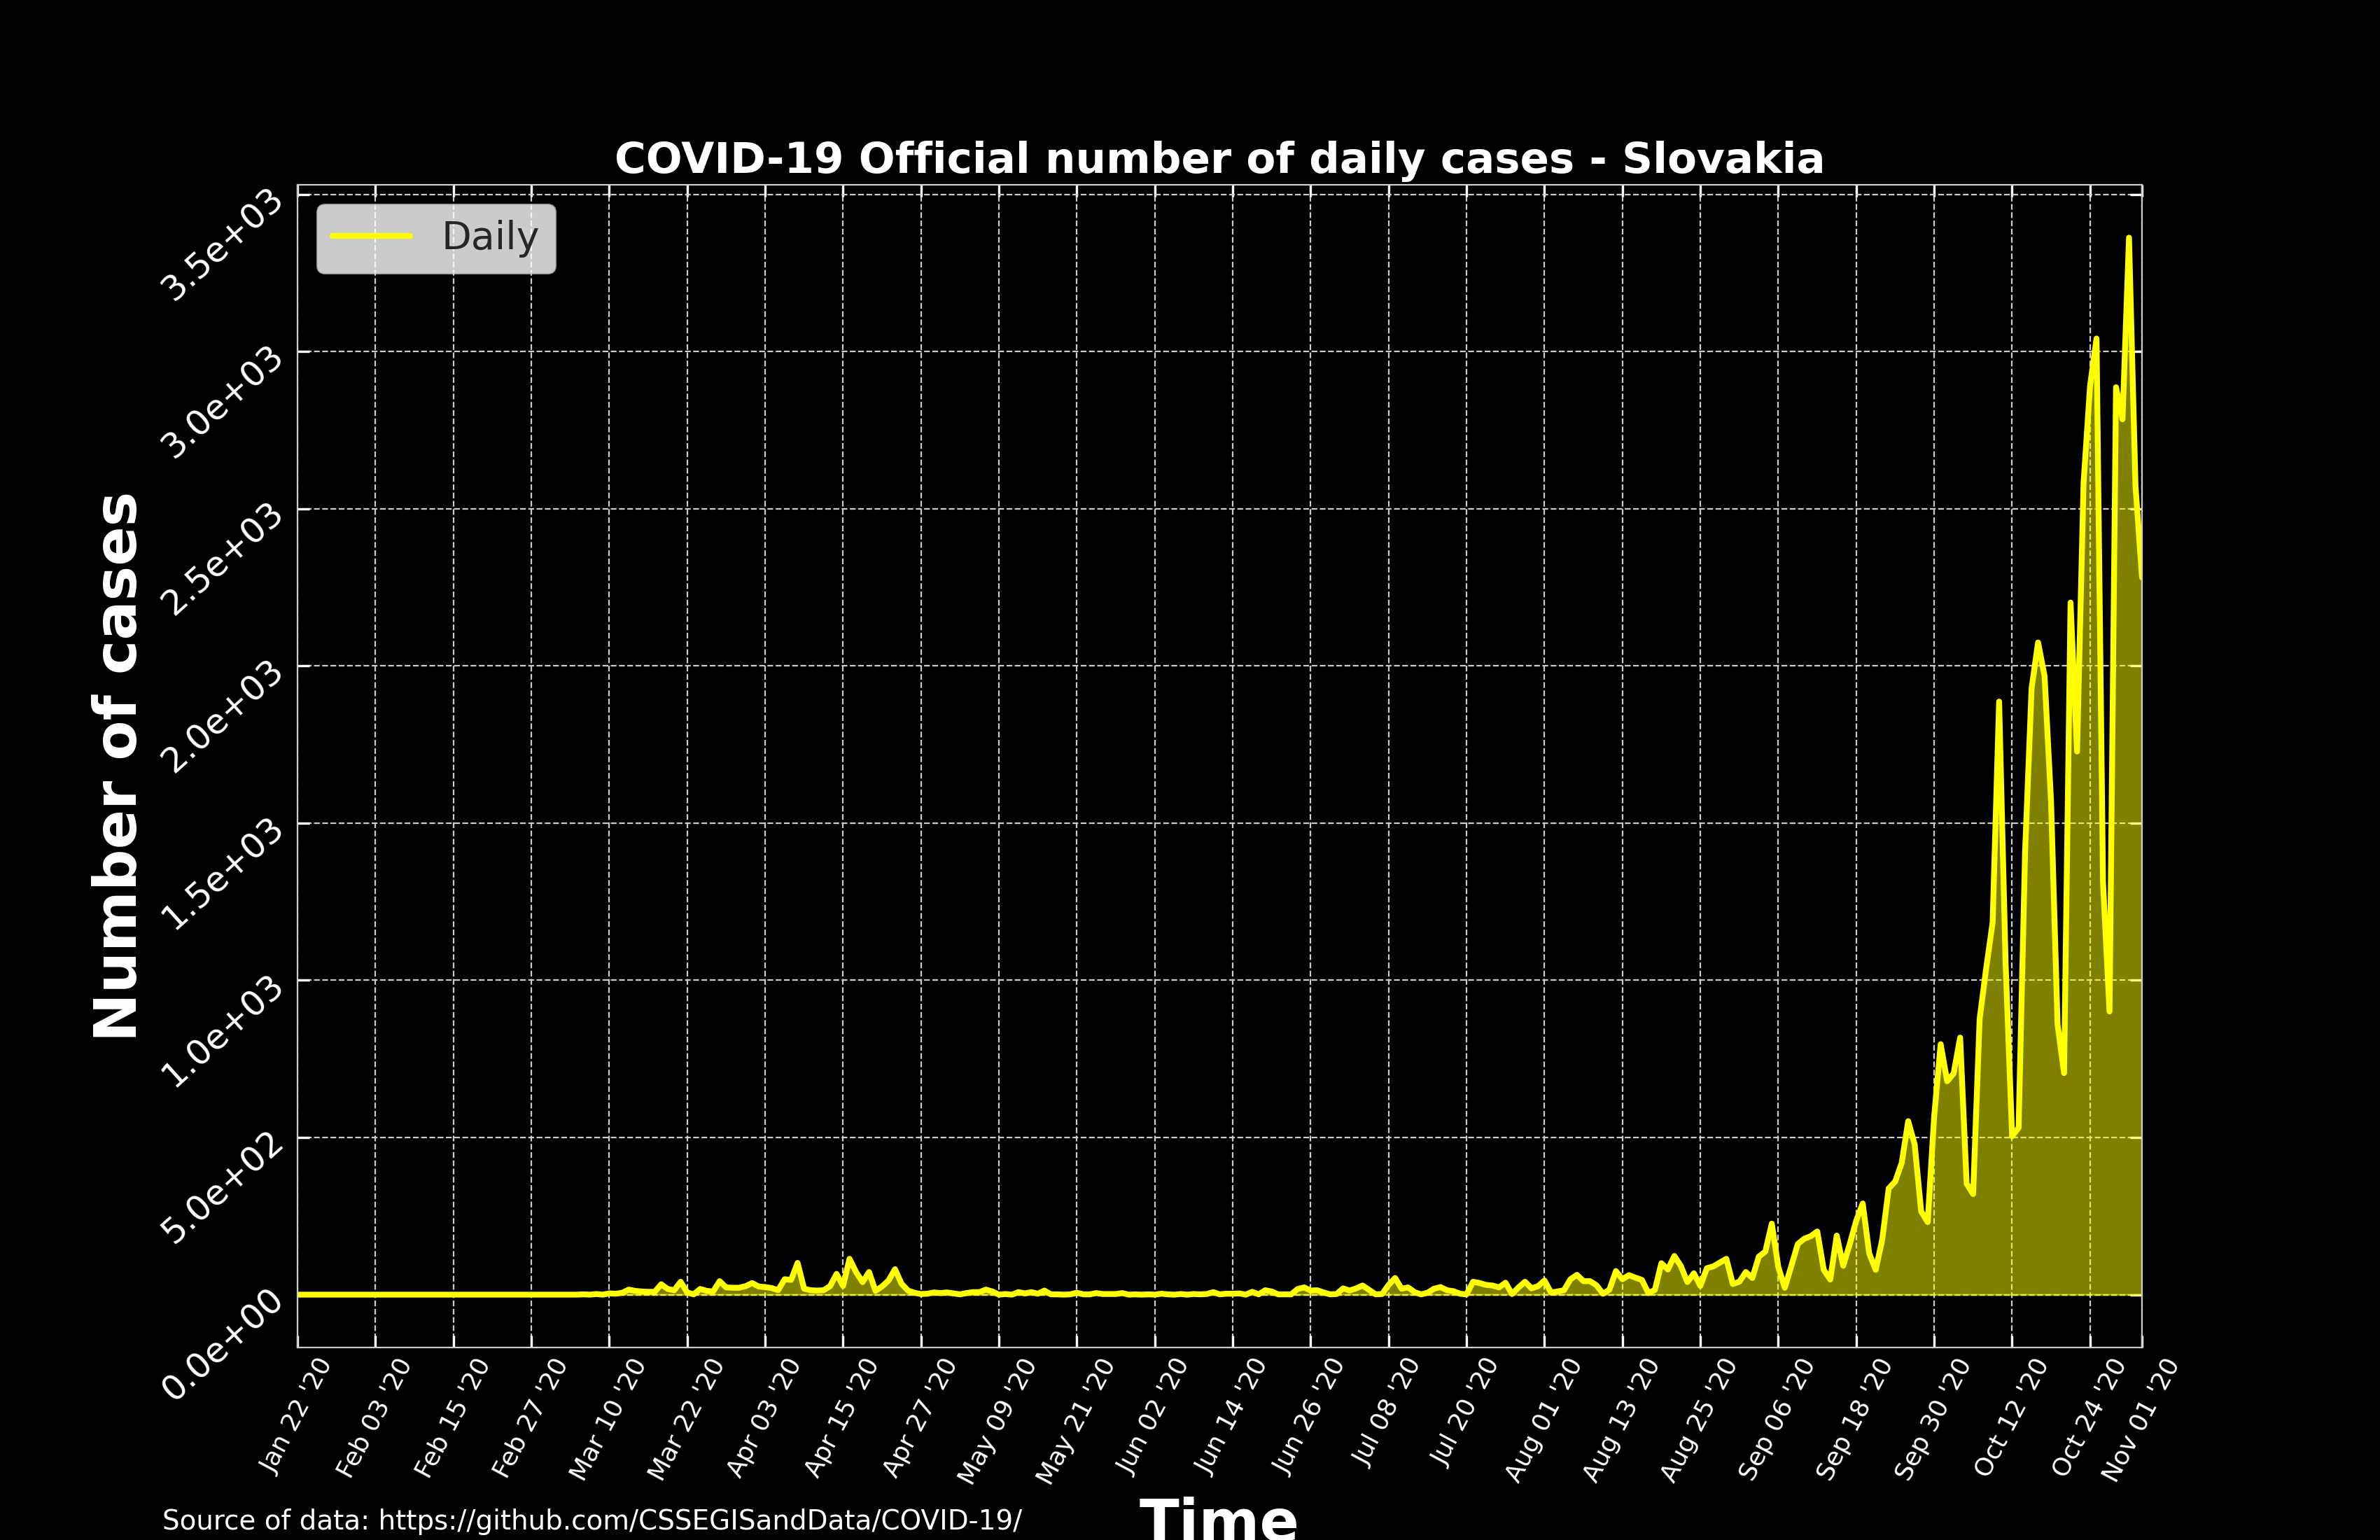 COVID-19 Official number of daily cases - Slovakia
Daily
Number of cases
3.5e+03
3.0e+03
2.5e+03
2.0e+03
1.5e+03
1.0e+03
5.0e+02
0.0e+00
Jan 22 '20
Feb 03 '20
Feb 15 '20
Feb 27 '20
Mar 10 '20
Mar 22 '20
Apr 03 '20
Apr 15 '20
Apr 27 '20
May 09 '20
May 21 '20
Jun 02 '20
Jun 14 '20
Jun 26 '20
Jul 08 '20
Jul 20 '20
Aug 01 '20
Aug 13 '20
Aug 25 '20
Sep 06 '20
Sep 18 '20
Sep 30 '20
Oct 12 '20
Oct 24 '20
Nov 01 '20
Time
Source of data: https://github.com/CSSEGISandData/COVID-19/